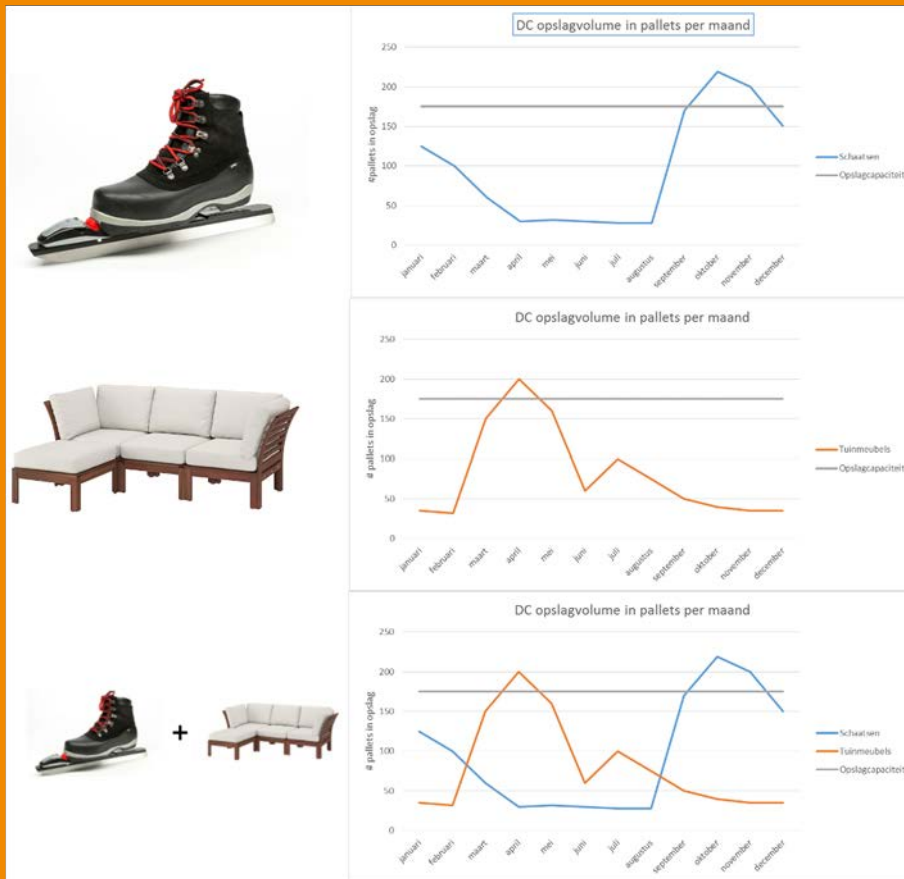 DC opslagvolume in pallets per maand
250
200
150
100
50
0
#pallets in opslag
januari
februari
maart
april
mei
juni
juli
augustus
september
oktober
november
december
Schaatsen
Opslagcapaciteit
DC opslagvolume in pallets per maand
250
200
150
100
50
0
# pallets in opslag
januari
februari
maart
april
mei
juni
juli
augustus
september
oktober
november
december
Tuinmeubels
Opslagcapaciteit
+
DC opslagvolume in pallets per maand
250
200
150
100
50
0
# pallets in opslag
januari
februari
maart
april
mei
juni
juli
augustus
september
oktober
november
december
Schaatsen
Tuinmeubels
Opslagcapaciteit